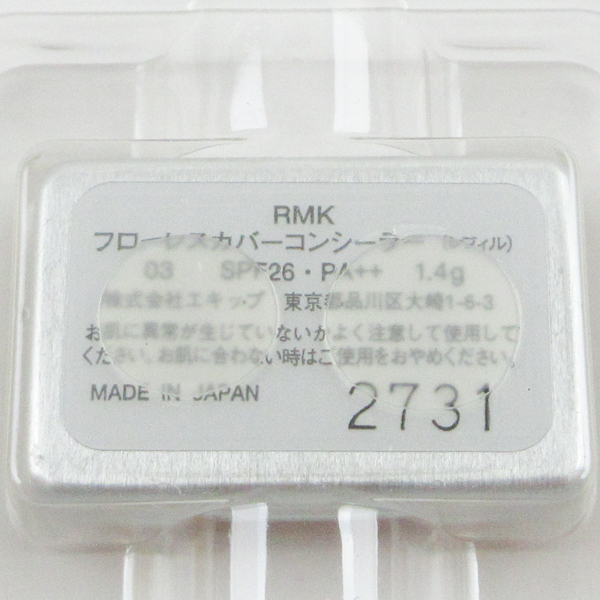 RMK
フローレスカバーコンシーラー (レフィル)
03 SPF26・PA++ 1.4g
株式会社エキップ 東京都品川区大崎1-6-3
お肌に異常が生じていないかよく注意して使用して
ください。お肌に合わない時はご使用をおやめください。
MADE IN JAPAN
2731